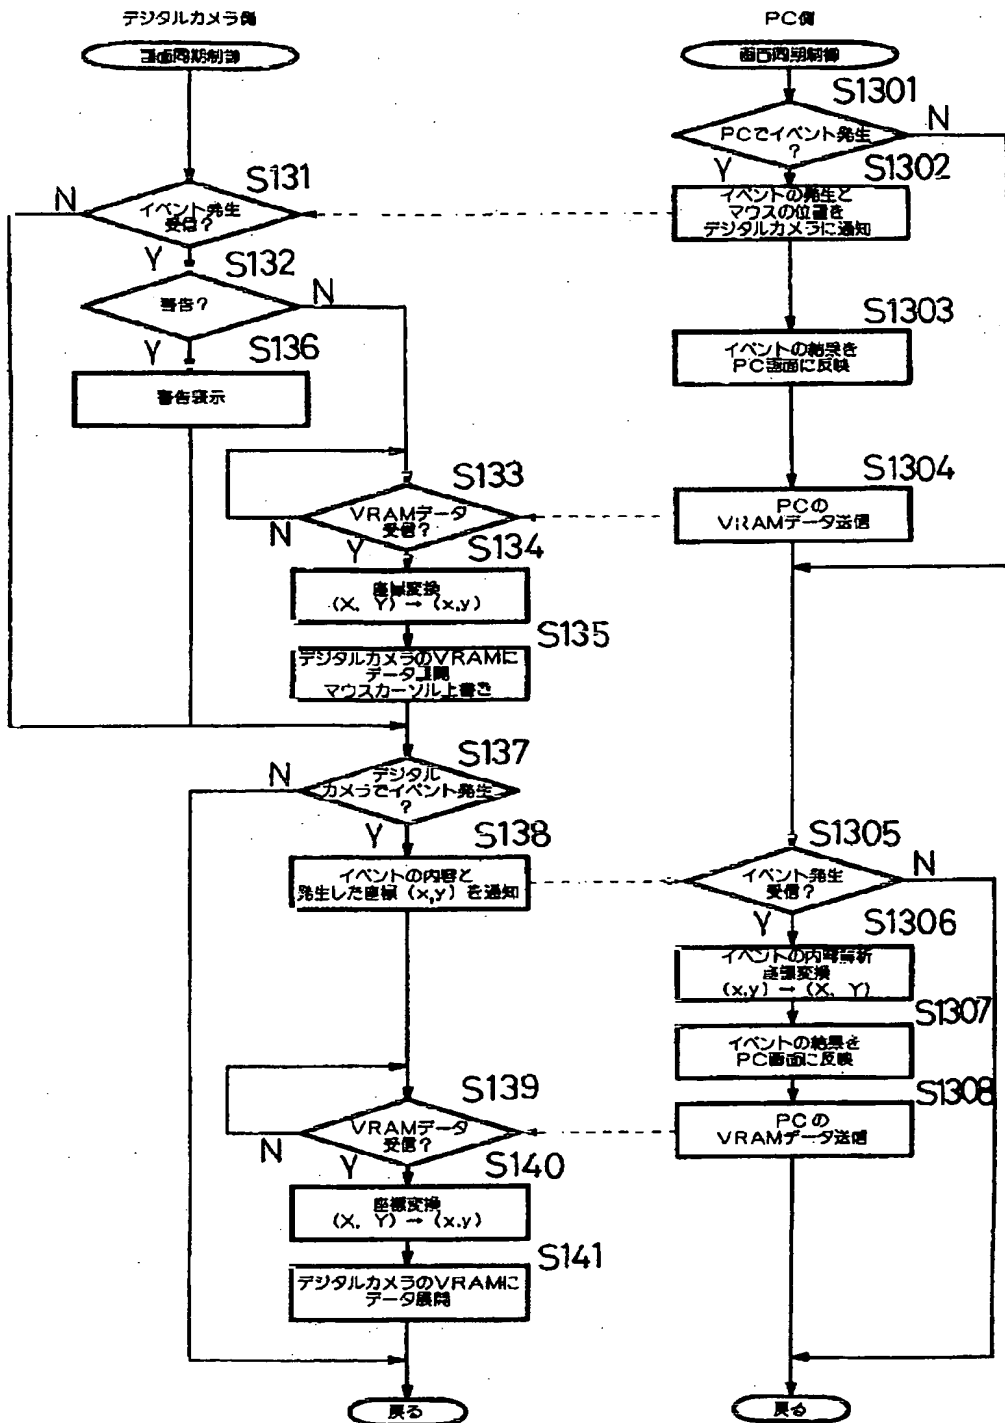 デジタルカメラ側
画面同期制御
S131
イベント発生
受信?
N
Y
S132
警告?
N
Y
S136
警告表示
S133
VRAMデータ
受信?
N
Y
S134
座標変換
(X, Y) → (x,y)
S135
デジタルカメラのVRAMに
データ展開
マウスカーソル上書き
S137
デジタル
カメラでイベント発生
?
N
Y
S138
イベントの内容と
発生した座標 (x,y) を通知
S139
VRAMデータ
受信?
N
Y
S140
座標変換
(X, Y) → (x,y)
S141
デジタルカメラのVRAMに
データ展開
戻る
PC側
画面同期制御
S1301
PCでイベント発生
?
N
Y
S1302
イベントの発生と
マウスの位置を
デジタルカメラに通知
S1303
イベントの結果を
PC画面に反映
S1304
PCの
VRAMデータ送信
S1305
イベント発生
受信?
N
Y
S1306
イベントの内容解析
座標変換
(x,y) → (X, Y)
S1307
イベントの結果を
PC画面に反映
S1308
PCの
VRAMデータ送信
戻る